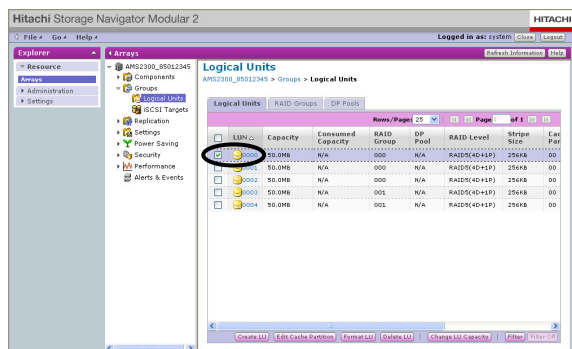 Hitachi Storage Navigator Modular 2
HITACHI
File Go Help
Logged in as: system Close Logout
Explorer
Arrays
Refresh Information Help
Resource
Arrays
Administration
Settings
AMS2300_85012345
Components
Groups
Logical Units
iSCSI Targets
Replication
Settings
Power Saving
Security
Performance
Alerts & Events
Logical Units
AMS2300_85012345 > Groups > Logical Units
Logical Units RAID Groups DP Pools
Rows/Page: 25 Page 1 of 1
LUN Capacity Consumed Capacity RAID Group DP Pool RAID Level Stripe Size Cac Par
0000 50.0MB N/A 000 N/A RAID5(4D+1P) 256KB 00
0001 50.0MB N/A 000 N/A RAID5(4D+1P) 256KB 00
0002 50.0MB N/A 000 N/A RAID5(4D+1P) 256KB 00
0003 50.0MB N/A 001 N/A RAID5(4D+1P) 256KB 00
0004 50.0MB N/A 001 N/A RAID5(4D+1P) 256KB 00
Create LU Edit Cache Partition Format LU Delete LU Change LU Capacity Filter Filter Off